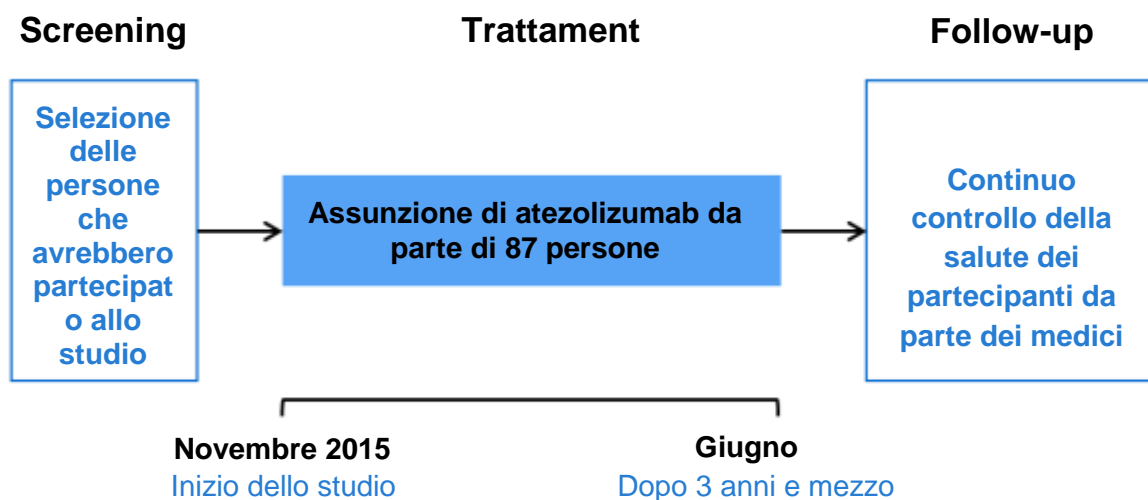 Screening
Trattament
Follow-up
Selezione
delle
persone
che
avrebbero
partecipat
o allo
studio
Assunzione di atezolizumab da
parte di 87 persone
Continuo
controllo della
salute dei
partecipanti da
parte dei medici
Novembre 2015
Inizio dello studio
Giugno
Dopo 3 anni e mezzo